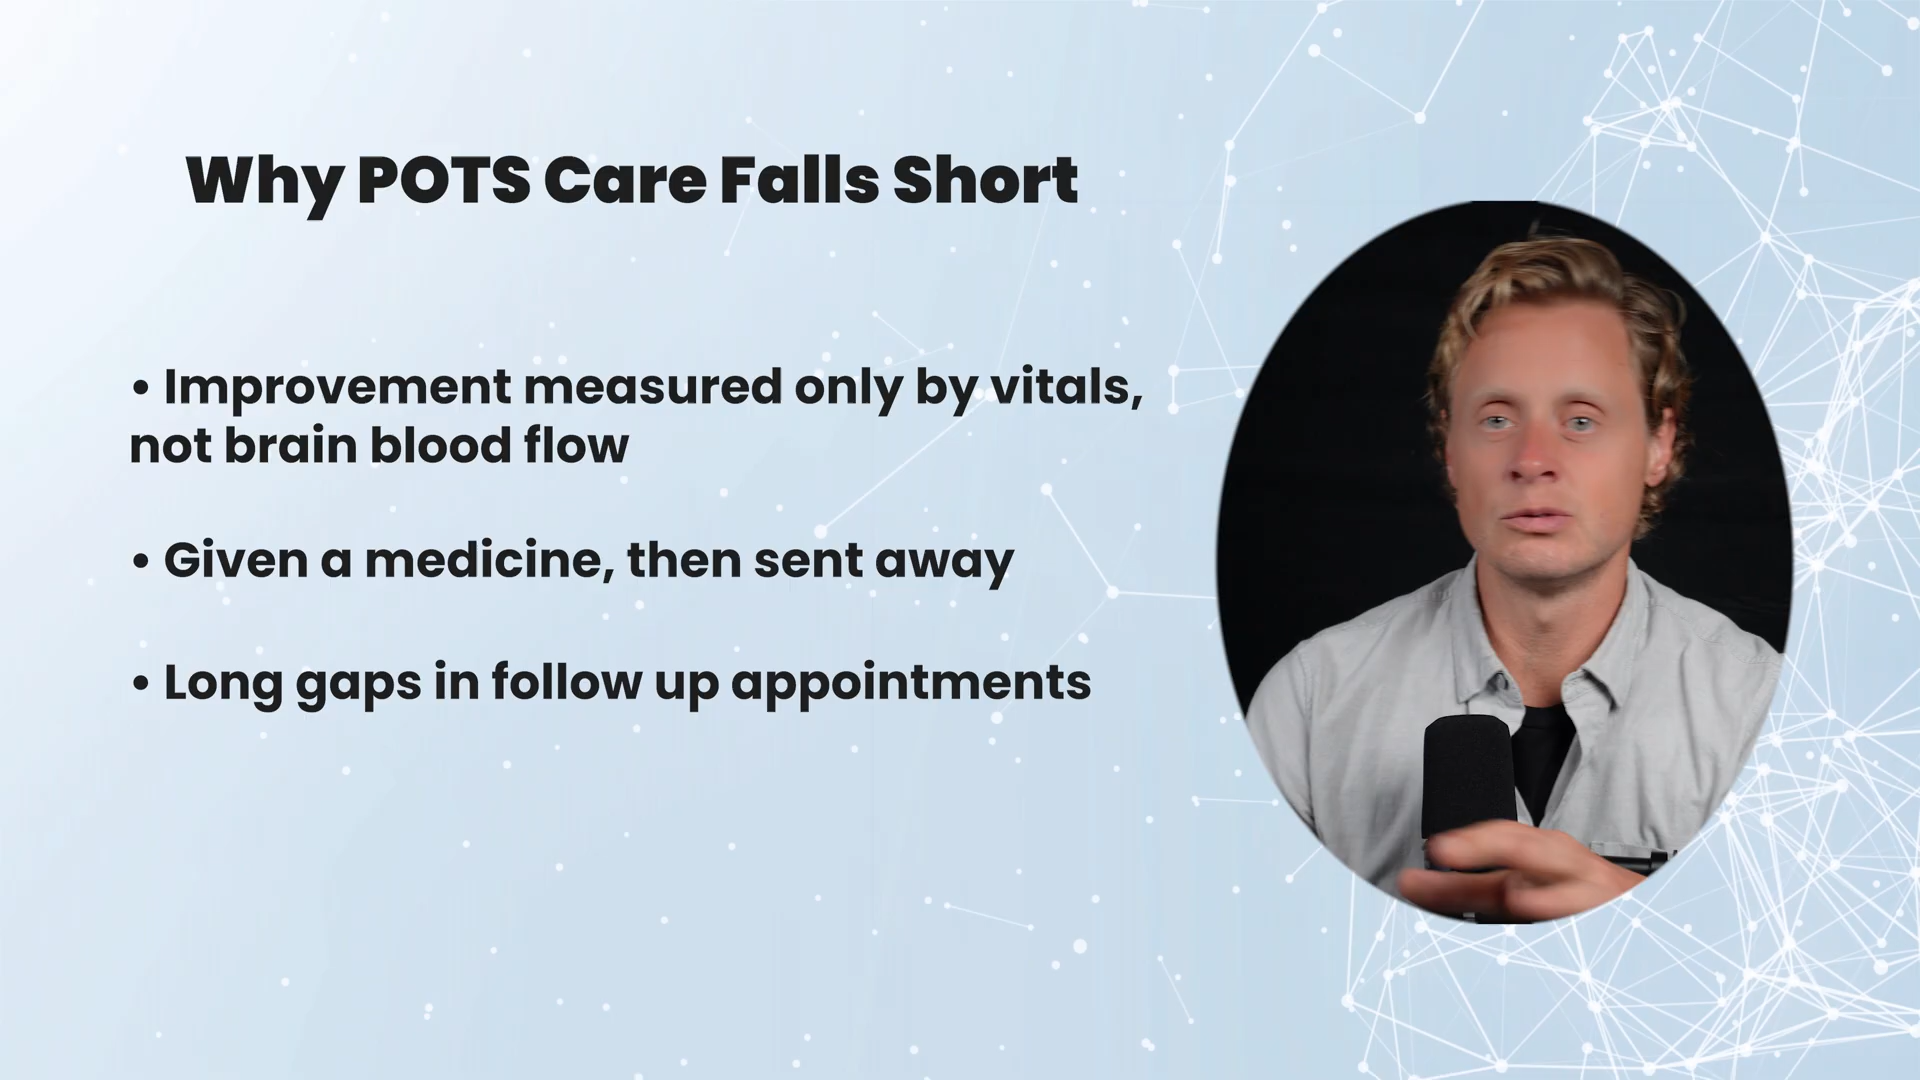 Why POTS Care Falls Short
• Improvement measured only by vitals,
not brain blood flow
• Given a medicine, then sent away
• Long gaps in follow up appointments